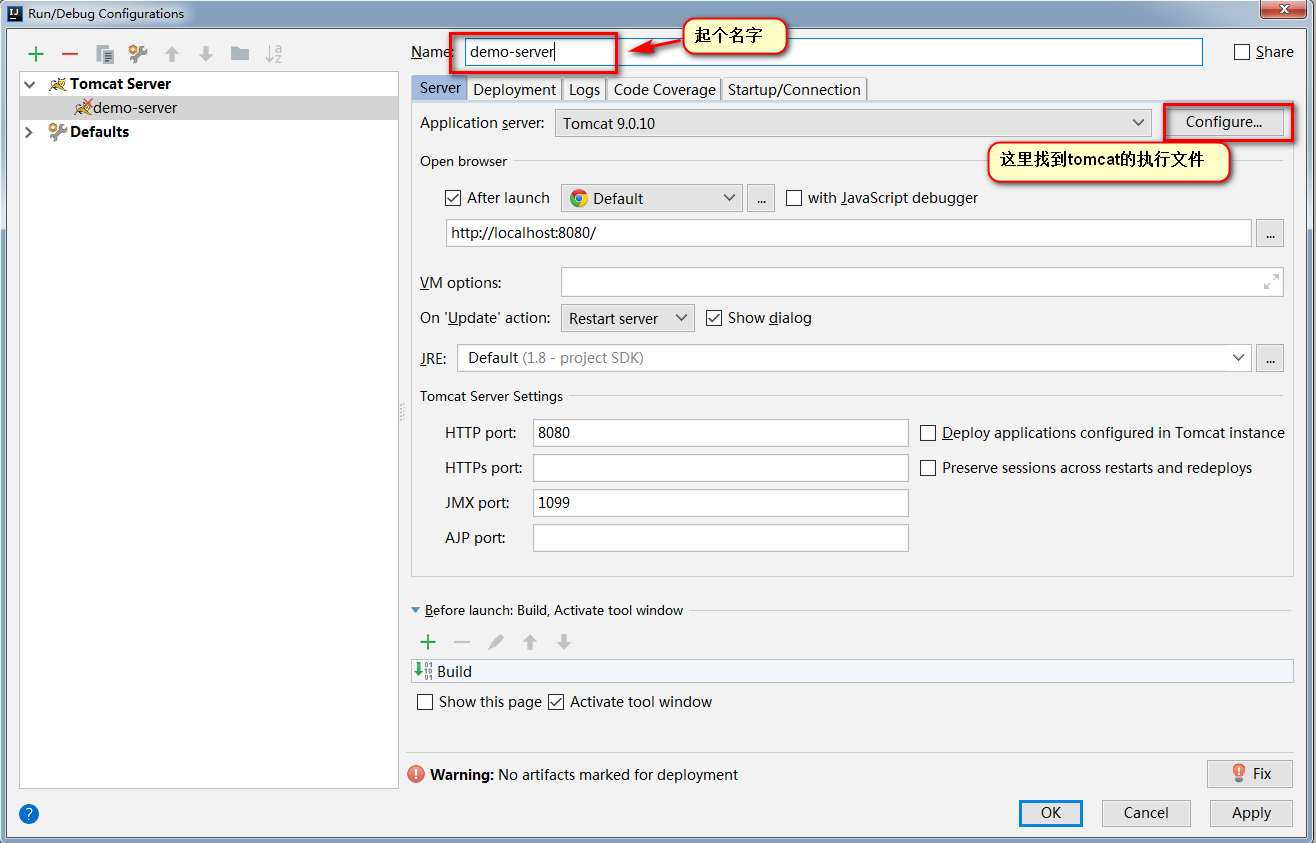 Run/Debug Configurations
Name: demo-server
起个名字
Share
Tomcat Server
demo-server
Defaults
Server Deployment Logs Code Coverage Startup/Connection
Application server: Tomcat 9.0.10 Configure...
这里找到tomcat的执行文件
Open browser
After launch Default ... with JavaScript debugger
http://localhost:8080/ ...
VM options:
On 'Update' action: Restart server Show dialog
JRE: Default (1.8 - project SDK) ...
Tomcat Server Settings
HTTP port: 8080 Deploy applications configured in Tomcat instance
HTTPs port: Preserve sessions across restarts and redeploys
JMX port: 1099
AJP port:
Before launch: Build, Activate tool window
Build
Show this page Activate tool window
Warning: No artifacts marked for deployment Fix
? OK Cancel Apply